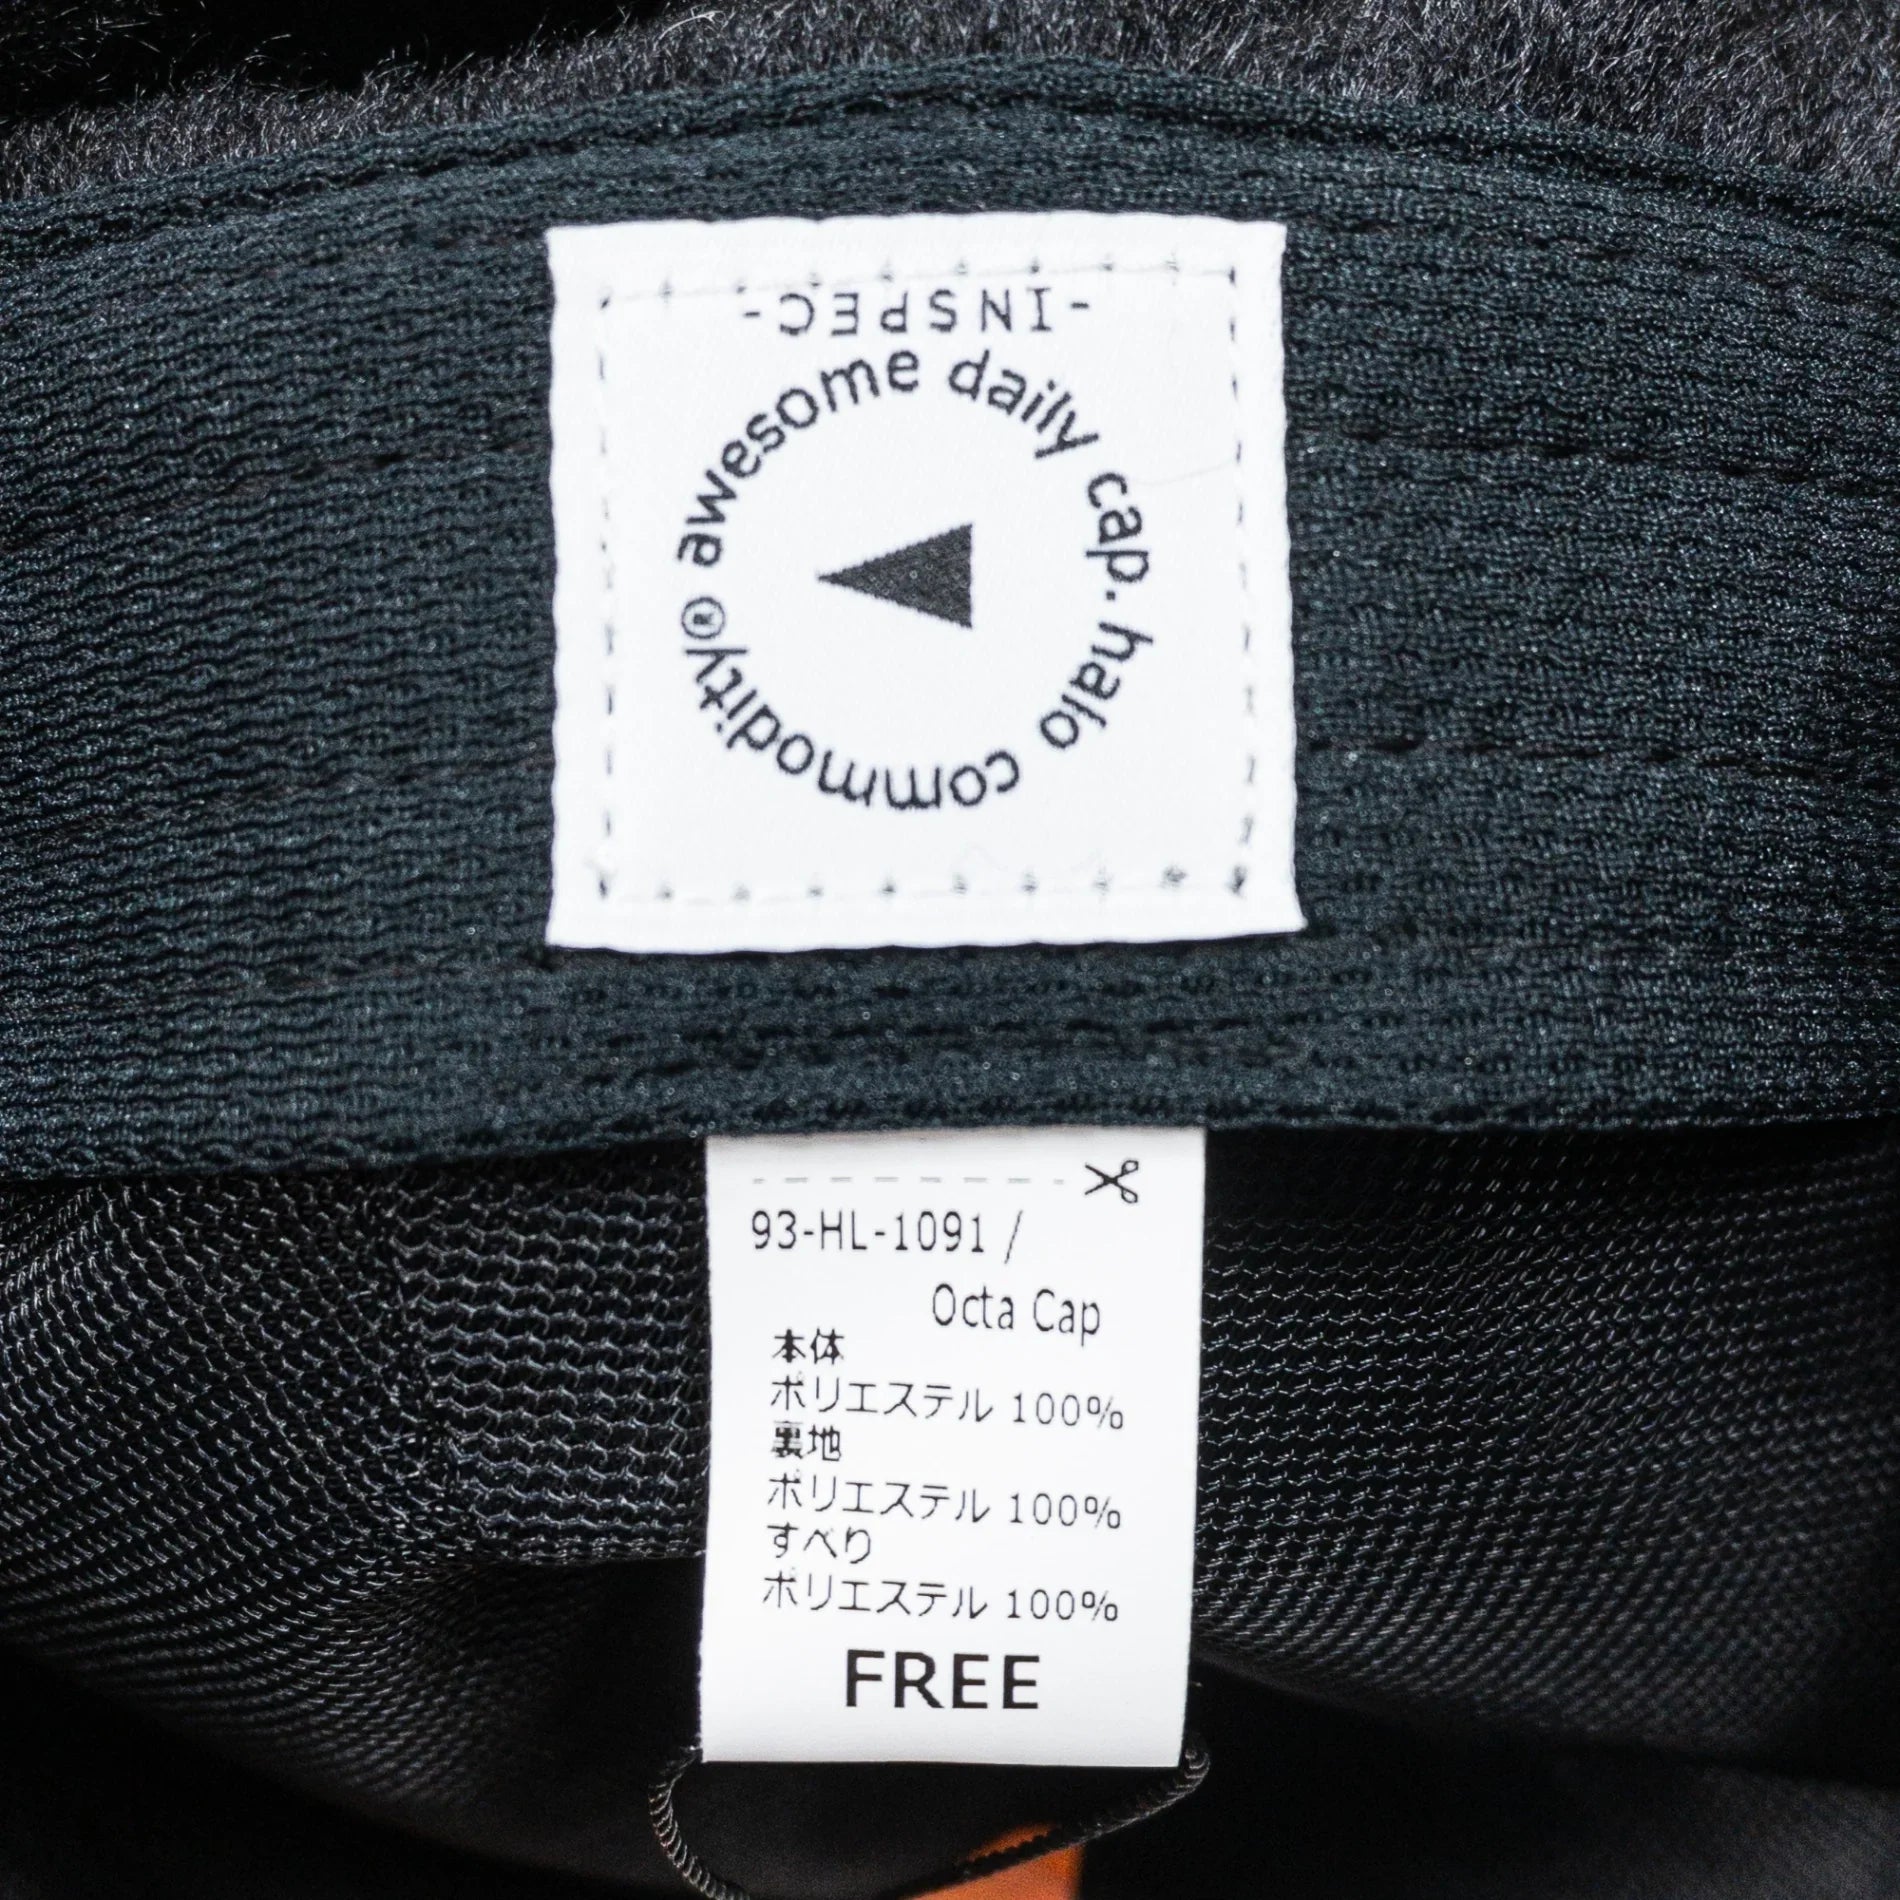 -INSPEC-
awesome daily cap. halo commodity®
93-HL-1091 /
Octa Cap
本体
ポリエステル 100%
裏地
ポリエステル 100%
すべり
ポリエステル 100%
FREE